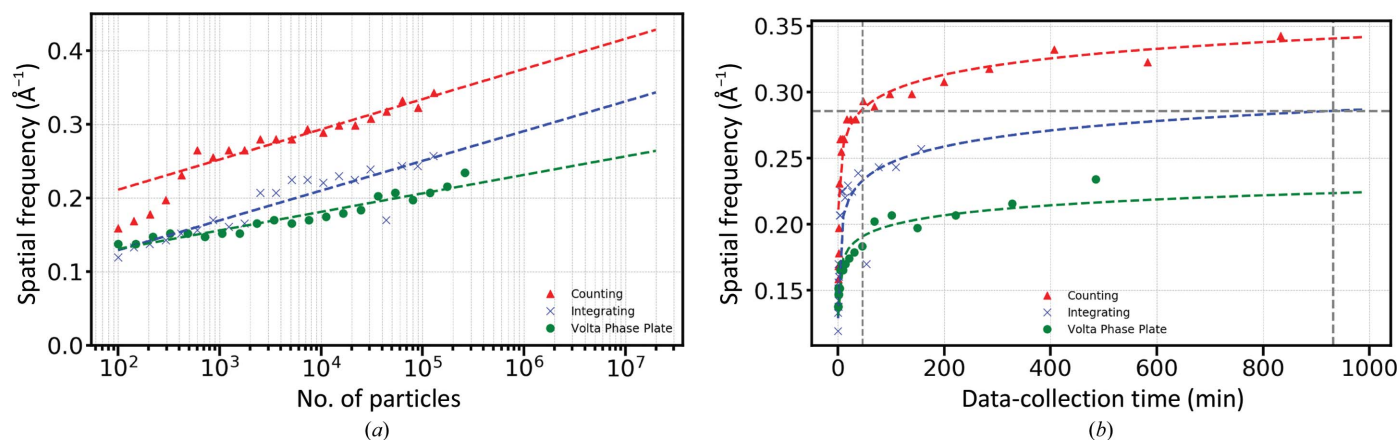 Spatial frequency (Å⁻¹)
0.4
0.3
0.2
0.1
0.0
10² 10³ 10⁴ 10⁵ 10⁶ 10⁷
No. of particles
Counting
Integrating
Volta Phase Plate
(a)
Spatial frequency (Å⁻¹)
0.35
0.30
0.25
0.20
0.15
0 200 400 600 800 1000
Data-collection time (min)
Counting
Integrating
Volta Phase Plate
(b)